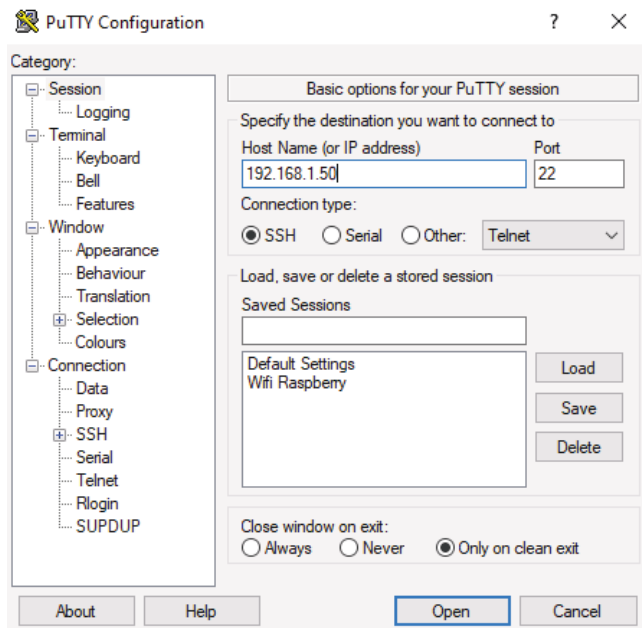 PuTTY Configuration
Category:
Session
Logging
Terminal
Keyboard
Bell
Features
Window
Appearance
Behaviour
Translation
Selection
Colours
Connection
Data
Proxy
SSH
Serial
Telnet
Rlogin
SUPDUP
Basic options for your PuTTY session
Specify the destination you want to connect to
Host Name (or IP address) Port
192.168.1.50 22
Connection type:
SSH Serial Other: Telnet
Load, save or delete a stored session
Saved Sessions
Default Settings
Wifi Raspberry
Load
Save
Delete
Close window on exit:
Always Never Only on clean exit
About Help Open Cancel